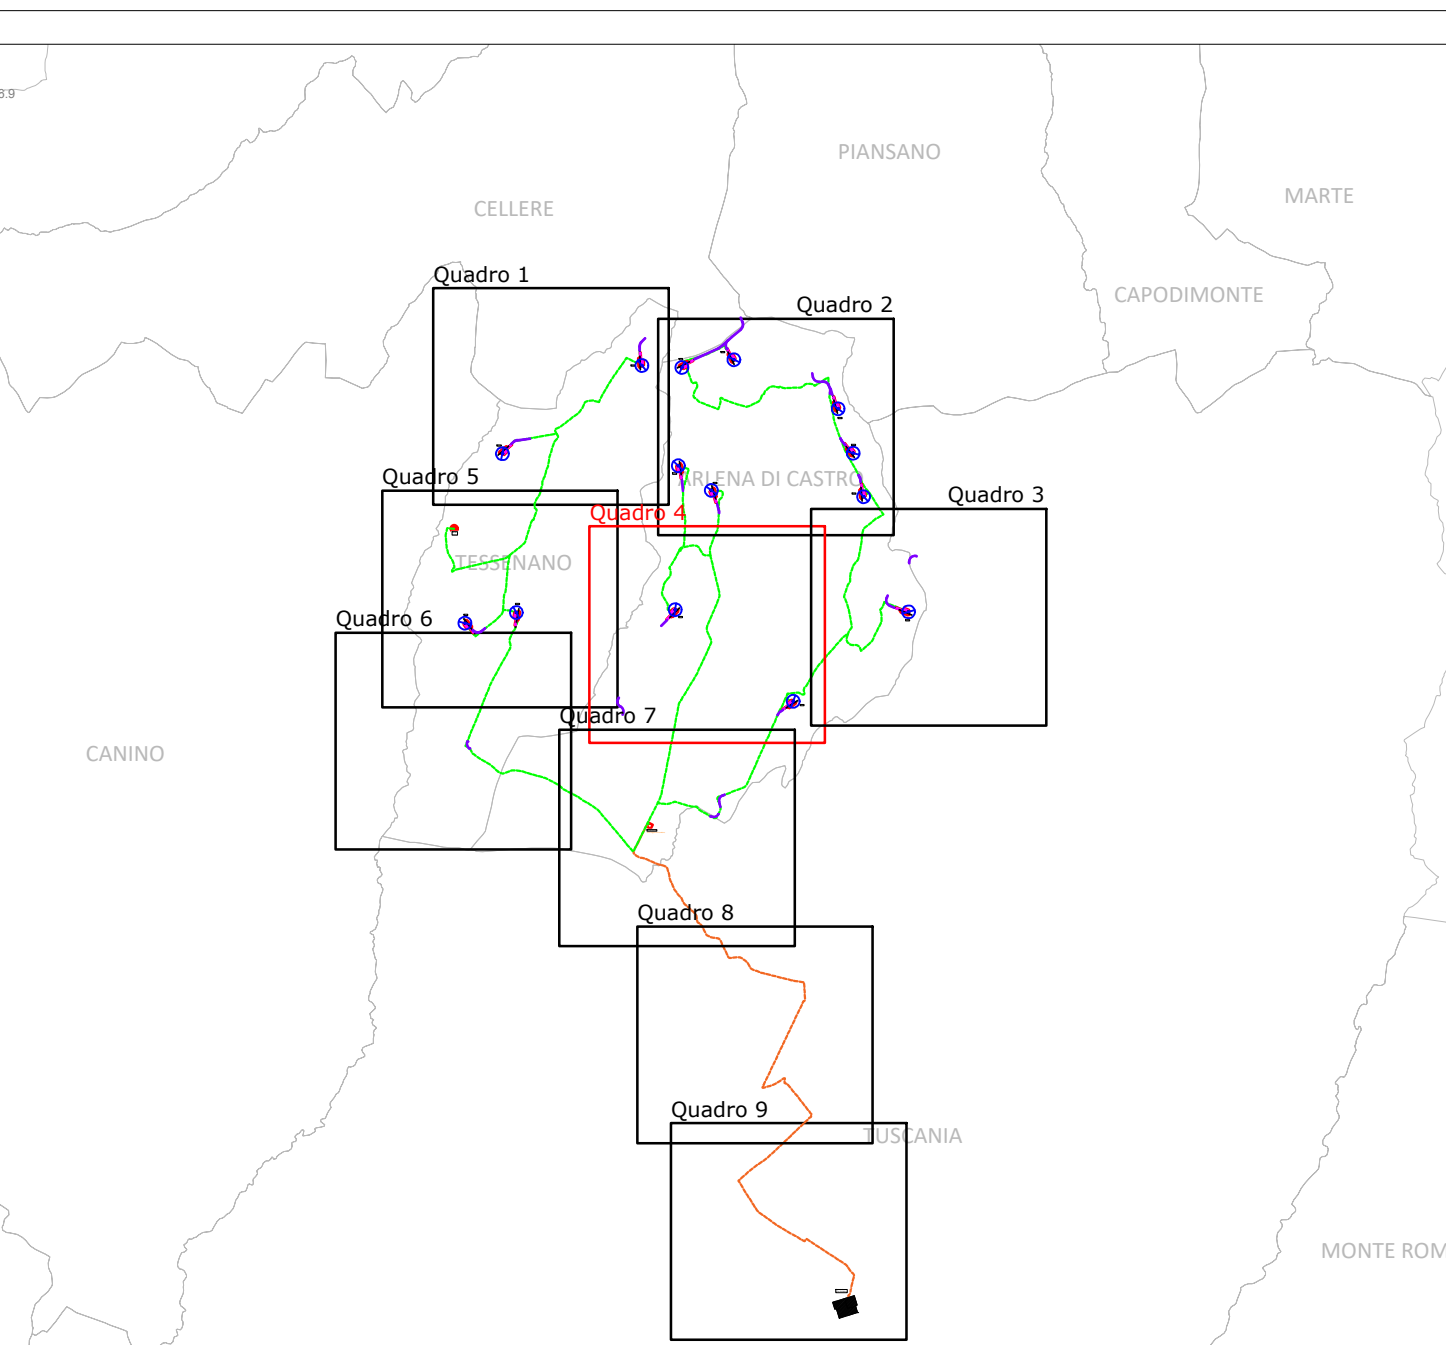 PIANSANO
MARTE
CELLERE
Quadro 1
CAPODIMONTE
Quadro 2
Quadro 5
ARLENA DI CASTRO
Quadro 3
Quadro 4
TESSENANO
Quadro 6
Quadro 7
CANINO
Quadro 8
Quadro 9
TUSCANIA
MONTE ROM